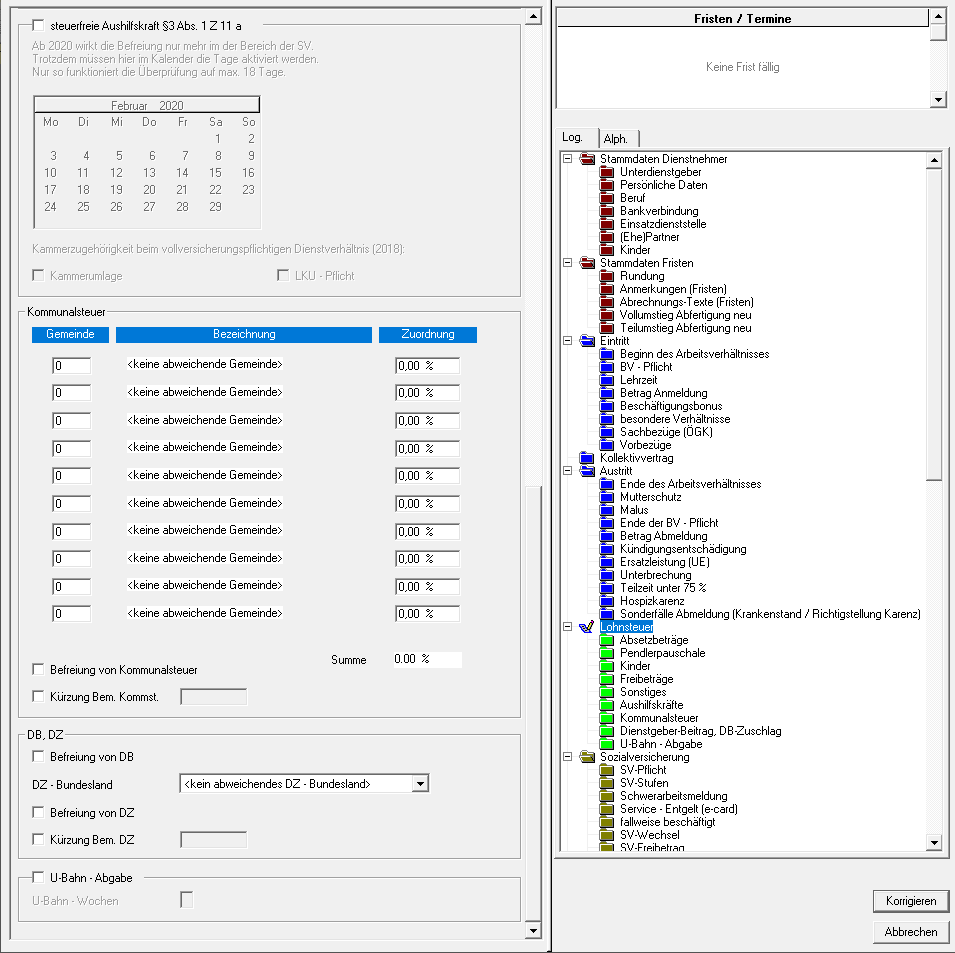 steuerfreie Aushilfskraft §3 Abs. 1 Z 11 a
Ab 2020 wirkt die Befreiung nur mehr im der Bereich der SV.
Trotzdem müssen hier im Kalender die Tage aktiviert werden.
Nur so funktioniert die Überprüfung auf max. 18 Tage.
Februar 2020
Mo Di Mi Do Fr Sa So
1 2
3 4 5 6 7 8 9
10 11 12 13 14 15 16
17 18 19 20 21 22 23
24 25 26 27 28 29
Kammerzugehörigkeit beim vollversicherungspflichtigen Dienstverhältnis (2018):
Kammerumlage LKU - Pflicht
Kommunalsteuer
Gemeinde Bezeichnung Zuordnung
0 <keine abweichende Gemeinde> 0,00 %
0 <keine abweichende Gemeinde> 0,00 %
0 <keine abweichende Gemeinde> 0,00 %
0 <keine abweichende Gemeinde> 0,00 %
0 <keine abweichende Gemeinde> 0,00 %
0 <keine abweichende Gemeinde> 0,00 %
0 <keine abweichende Gemeinde> 0,00 %
0 <keine abweichende Gemeinde> 0,00 %
0 <keine abweichende Gemeinde> 0,00 %
0 <keine abweichende Gemeinde> 0,00 %
Summe 0.00 %
Befreiung von Kommunalsteuer
Kürzung Bem. Kommst.
DB, DZ
Befreiung von DB
DZ - Bundesland <kein abweichendes DZ - Bundesland>
Befreiung von DZ
Kürzung Bem. DZ
U-Bahn - Abgabe
U-Bahn - Wochen
Fristen / Termine
Keine Frist fällig
Log. Alph.
Stammdaten Dienstnehmer
Unterdienstgeber
Persönliche Daten
Beruf
Bankverbindung
Einsatzdienststelle
(Ehe)Partner
Kinder
Stammdaten Fristen
Rundung
Anmerkungen (Fristen)
Abrechnungs-Texte (Fristen)
Vollumstieg Abfertigung neu
Teilumstieg Abfertigung neu
Eintritt
Beginn des Arbeitsverhältnisses
BV - Pflicht
Lehrzeit
Betrag Anmeldung
Beschäftigungsbonus
besondere Verhältnisse
Sachbezüge (ÖGK)
Vorbezüge
Kollektivvertrag
Austritt
Ende des Arbeitsverhältnisses
Mutterschutz
Malus
Ende der BV - Pflicht
Betrag Abmeldung
Kündigungsentschädigung
Ersatzleistung (UE)
Unterbrechung
Teilzeit unter 75 %
Hospizkarenz
Sonderfälle Abmeldung (Krankenstand / Richtigstellung Karenz)
Lohnsteuer
Absetzbeträge
Pendlerpauschale
Kinder
Freibeträge
Sonstiges
Aushilfskräfte
Kommunalsteuer
Dienstgeber-Beitrag, DB-Zuschlag
U-Bahn - Abgabe
Sozialversicherung
SV-Pflicht
SV-Stufen
Schwerarbeitsmeldung
Service - Entgelt (e-card)
fallweise beschäftigt
SV-Wechsel
SV-Freibetrag
Korrigieren
Abbrechen